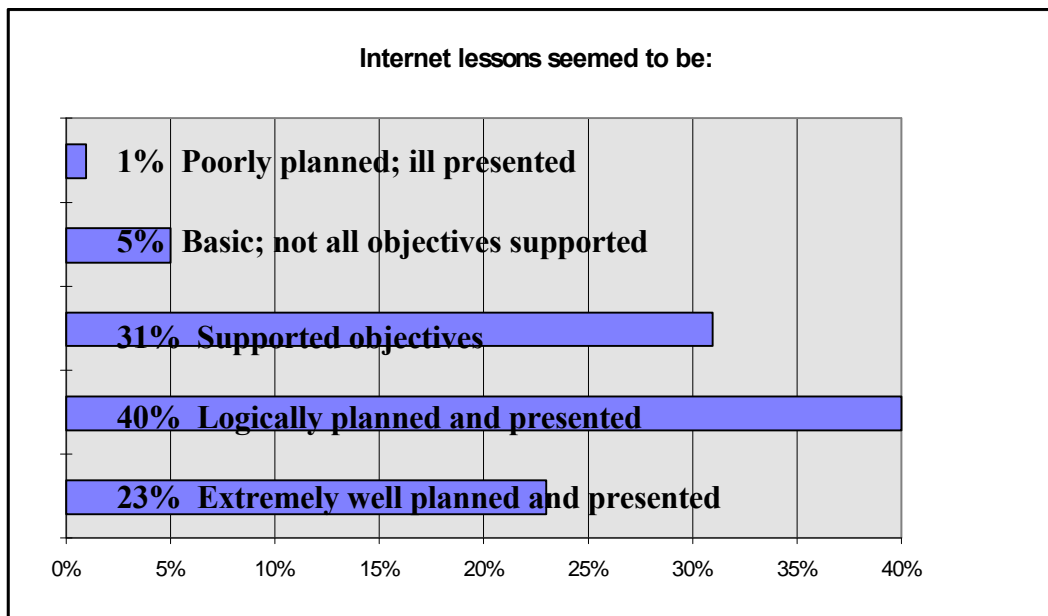 Internet lessons seemed to be:
1% Poorly planned; ill presented
5% Basic; not all objectives supported
31% Supported objectives
40% Logically planned and presented
23% Extremely well planned and presented
0% 5% 10% 15% 20% 25% 30% 35% 40%